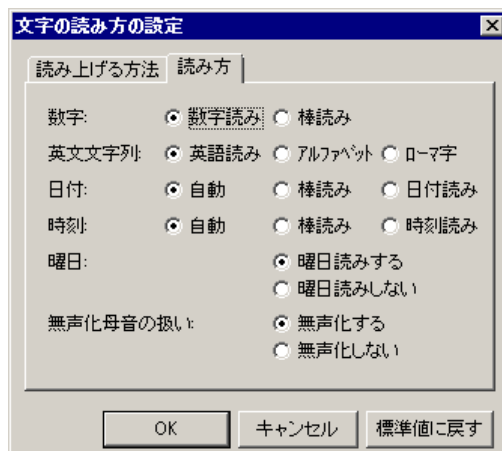 文字の読み方の設定
読み上げる方法 読み方
数字: 数字読み 棒読み
英文文字列: 英語読み アルファベット ローマ字
日付: 自動 棒読み 日付読み
時刻: 自動 棒読み 時刻読み
曜日: 曜日読みする
曜日読みしない
無声化母音の扱い: 無声化する
無声化しない
OK キャンセル 標準値に戻す